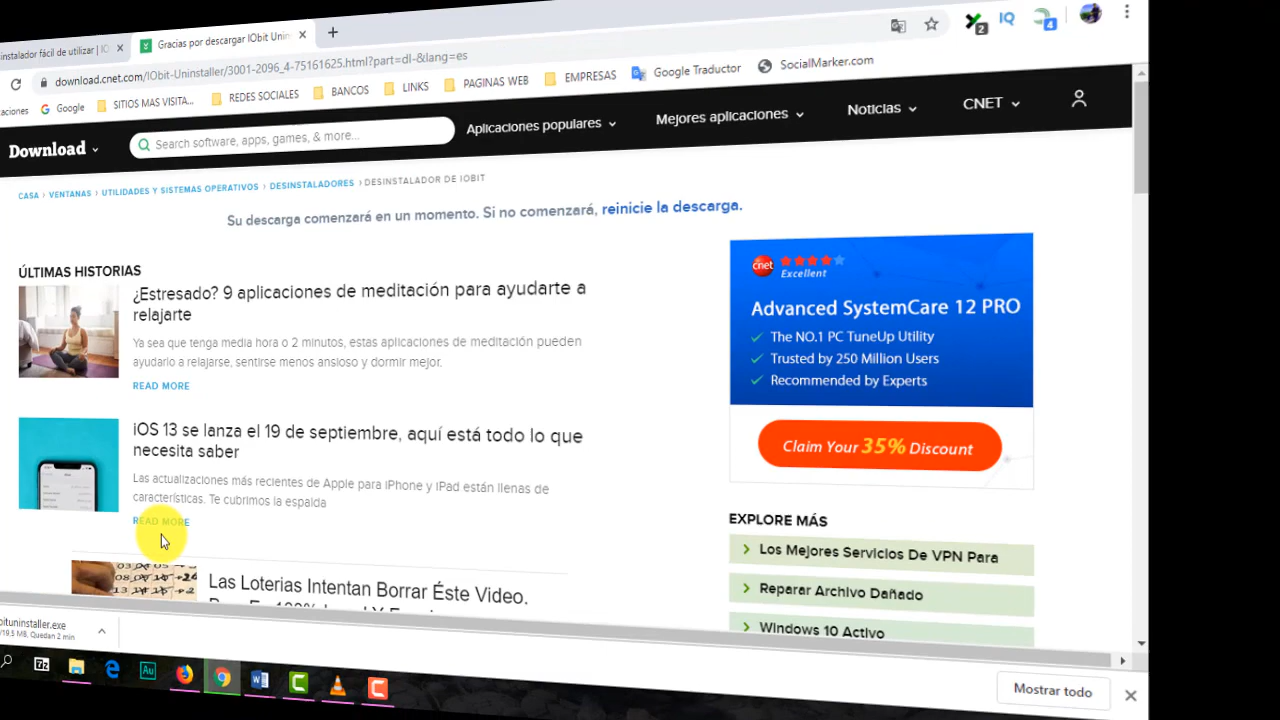 instalador fácil de utilizar | IO
Gracias por descargar IObit Unin
download.cnet.com/IObit-Uninstaller/3001-2096_4-75161625.html?part=dl-&lang=es
2
IQ
4
Google
SITIOS MAS VISITA...
REDES SOCIALES
BANCOS
LINKS
PAGINAS WEB
EMPRESAS
Google Traductor
SocialMarker.com
Download
Search software, apps, games, & more...
Aplicaciones populares
Mejores aplicaciones
Noticias
CNET
CASA › VENTANAS › UTILIDADES Y SISTEMAS OPERATIVOS › DESINSTALADORES › DESINSTALADOR DE IOBIT
Su descarga comenzará en un momento. Si no comenzará, reinicie la descarga.
ÚLTIMAS HISTORIAS
¿Estresado? 9 aplicaciones de meditación para ayudarte a
relajarte
Ya sea que tenga media hora o 2 minutos, estas aplicaciones de meditación pueden
ayudarlo a relajarse, sentirse menos ansioso y dormir mejor.
READ MORE
iOS 13 se lanza el 19 de septiembre, aquí está todo lo que
necesita saber
Las actualizaciones más recientes de Apple para iPhone y iPad están llenas de
características. Te cubrimos la espalda
READ MORE
Las Loterias Intentan Borrar Éste Video.
cnet
Excellent
Advanced SystemCare 12 PRO
The NO.1 PC TuneUp Utility
Trusted by 250 Million Users
Recommended by Experts
Claim Your 35% Discount
EXPLORE MÁS
Los Mejores Servicios De VPN Para
Reparar Archivo Dañado
Windows 10 Activo
bituninstaller.exe
/19.5 MB, Quedan 2 min
Mostrar todo